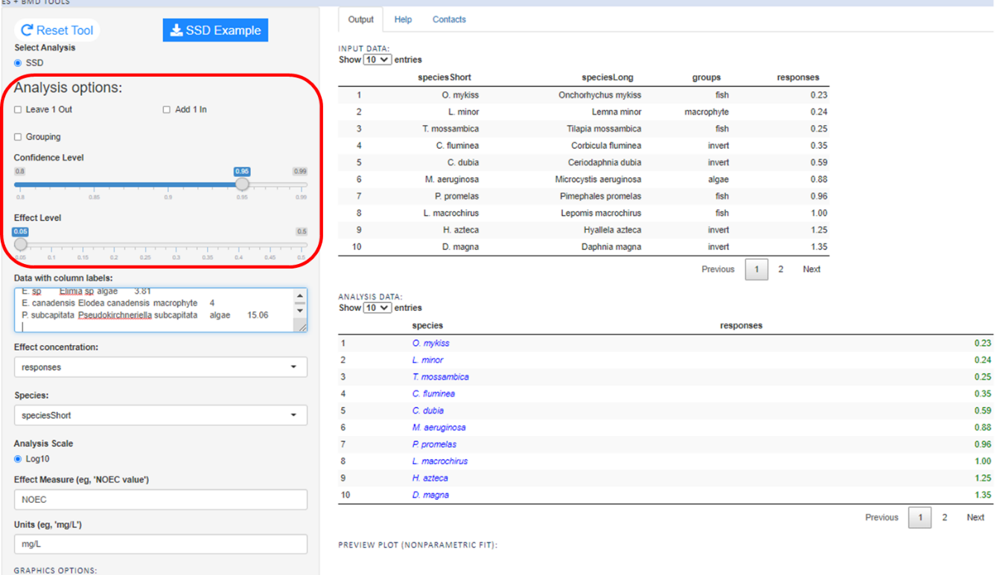 ES + BMD TOOLS
Reset Tool
SSD Example
Select Analysis
SSD
Analysis options:
Leave 1 Out
Add 1 In
Grouping
Confidence Level
0.8 0.95 0.99
0.8 0.85 0.9 0.95 0.99
Effect Level
0.05 0.5
0.05 0.1 0.15 0.2 0.25 0.3 0.35 0.4 0.45 0.5
Data with column labels:
E. sp Elimia sp algae 3.81
E. canadensis Elodea canadensis macrophyte 4
P. subcapitata Pseudokirchneriella subcapitata algae 15.06
Effect concentration:
responses
Species:
speciesShort
Analysis Scale
Log10
Effect Measure (eg, 'NOEC value')
NOEC
Units (eg, 'mg/L')
mg/L
GRAPHICS OPTIONS:
Output Help Contacts
INPUT DATA:
Show 10 entries
speciesShort speciesLong groups responses
1 O. mykiss Onchorhychus mykiss fish 0.23
2 L. minor Lemna minor macrophyte 0.24
3 T. mossambica Tilapia mossambica fish 0.25
4 C. fluminea Corbicula fluminea invert 0.35
5 C. dubia Ceriodaphnia dubia invert 0.59
6 M. aeruginosa Microcystis aeruginosa algae 0.88
7 P. promelas Pimephales promelas fish 0.96
8 L. macrochirus Lepomis macrochirus fish 1.00
9 H. azteca Hyallela azteca invert 1.25
10 D. magna Daphnia magna invert 1.35
Previous 1 2 Next
ANALYSIS DATA:
Show 10 entries
species responses
1 O. mykiss 0.23
2 L. minor 0.24
3 T. mossambica 0.25
4 C. fluminea 0.35
5 C. dubia 0.59
6 M. aeruginosa 0.88
7 P. promelas 0.96
8 L. macrochirus 1.00
9 H. azteca 1.25
10 D. magna 1.35
Previous 1 2 Next
PREVIEW PLOT (NONPARAMETRIC FIT):